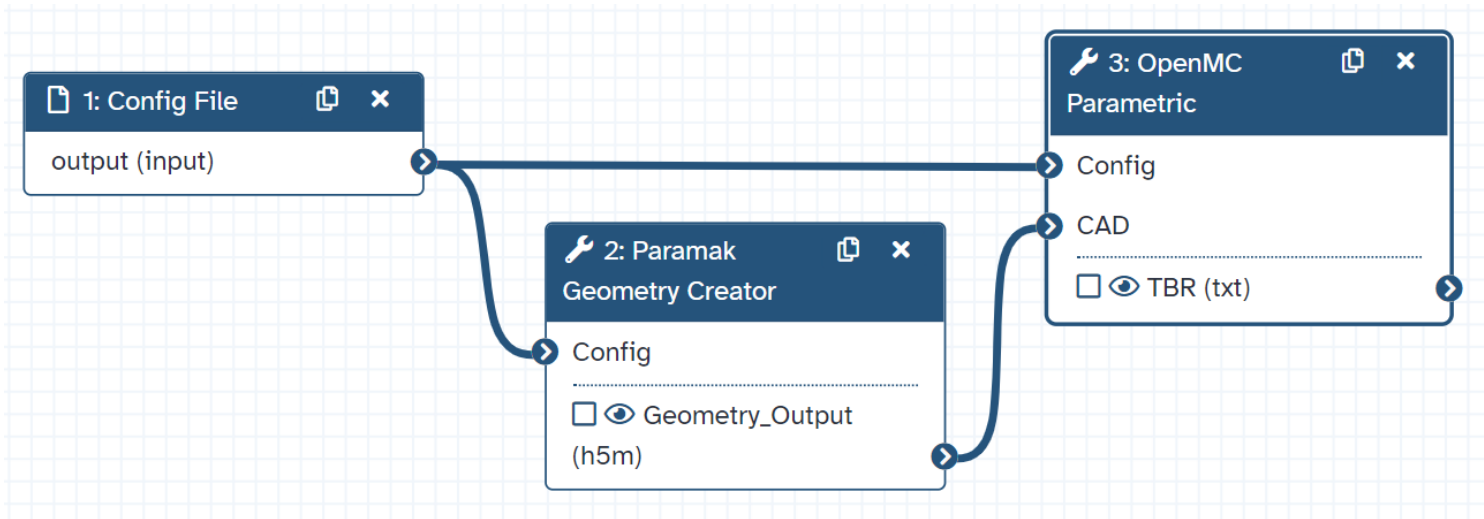 1: Config File
output (input)
2: Paramak
Geometry Creator
Config
Geometry_Output
(h5m)
3: OpenMC
Parametric
Config
CAD
TBR (txt)